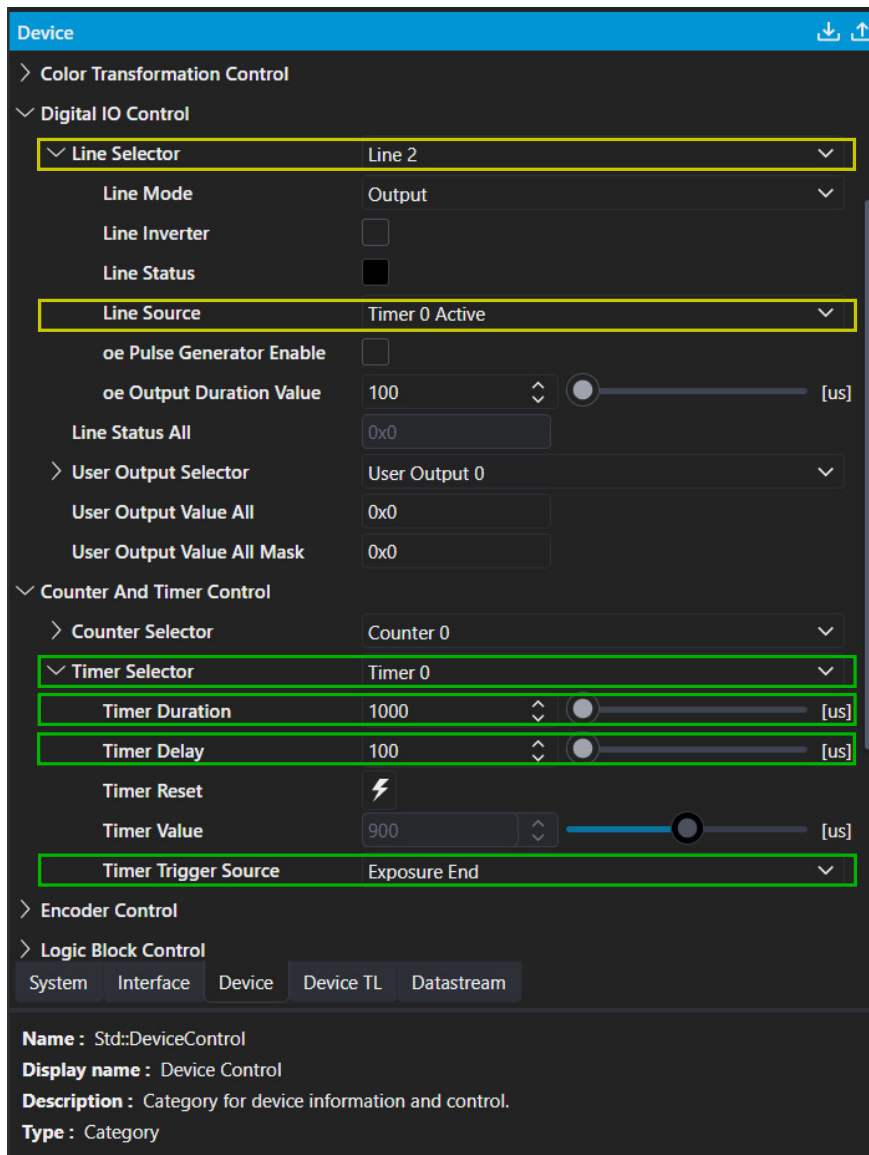 Device
Color Transformation Control
Digital IO Control
Line Selector Line 2
Line Mode Output
Line Inverter
Line Status
Line Source Timer 0 Active
oe Pulse Generator Enable
oe Output Duration Value 100 [us]
Line Status All 0x0
User Output Selector User Output 0
User Output Value All 0x0
User Output Value All Mask 0x0
Counter And Timer Control
Counter Selector Counter 0
Timer Selector Timer 0
Timer Duration 1000 [us]
Timer Delay 100 [us]
Timer Reset
Timer Value 900 [us]
Timer Trigger Source Exposure End
Encoder Control
Logic Block Control
System Interface Device Device TL Datastream
Name : Std::DeviceControl
Display name : Device Control
Description : Category for device information and control.
Type : Category